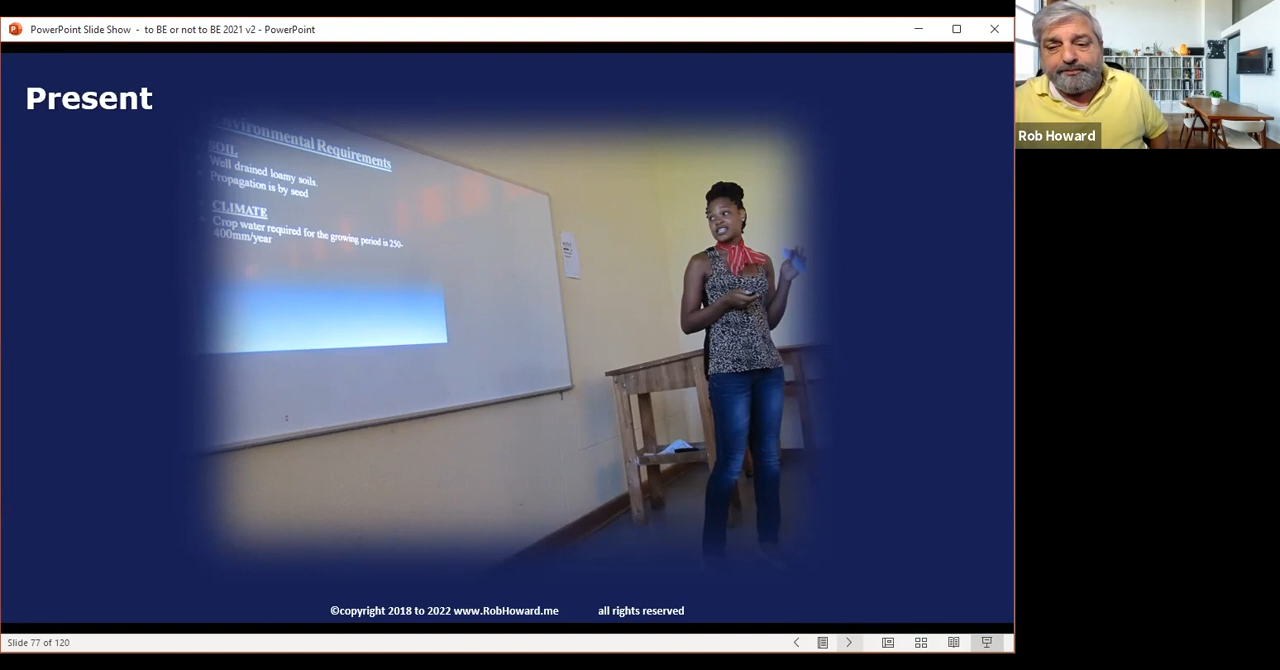 PowerPoint Slide Show - to BE or not to BE 2021 v2 - PowerPoint
Present
Environmental Requirements
SOIL
Well drained loamy soils.
Propagation is by seed
CLIMATE
Crop water required for the growing period is 250-
400mm/year
©copyright 2018 to 2022 www.RobHoward.me all rights reserved
Slide 77 of 120
Rob Howard